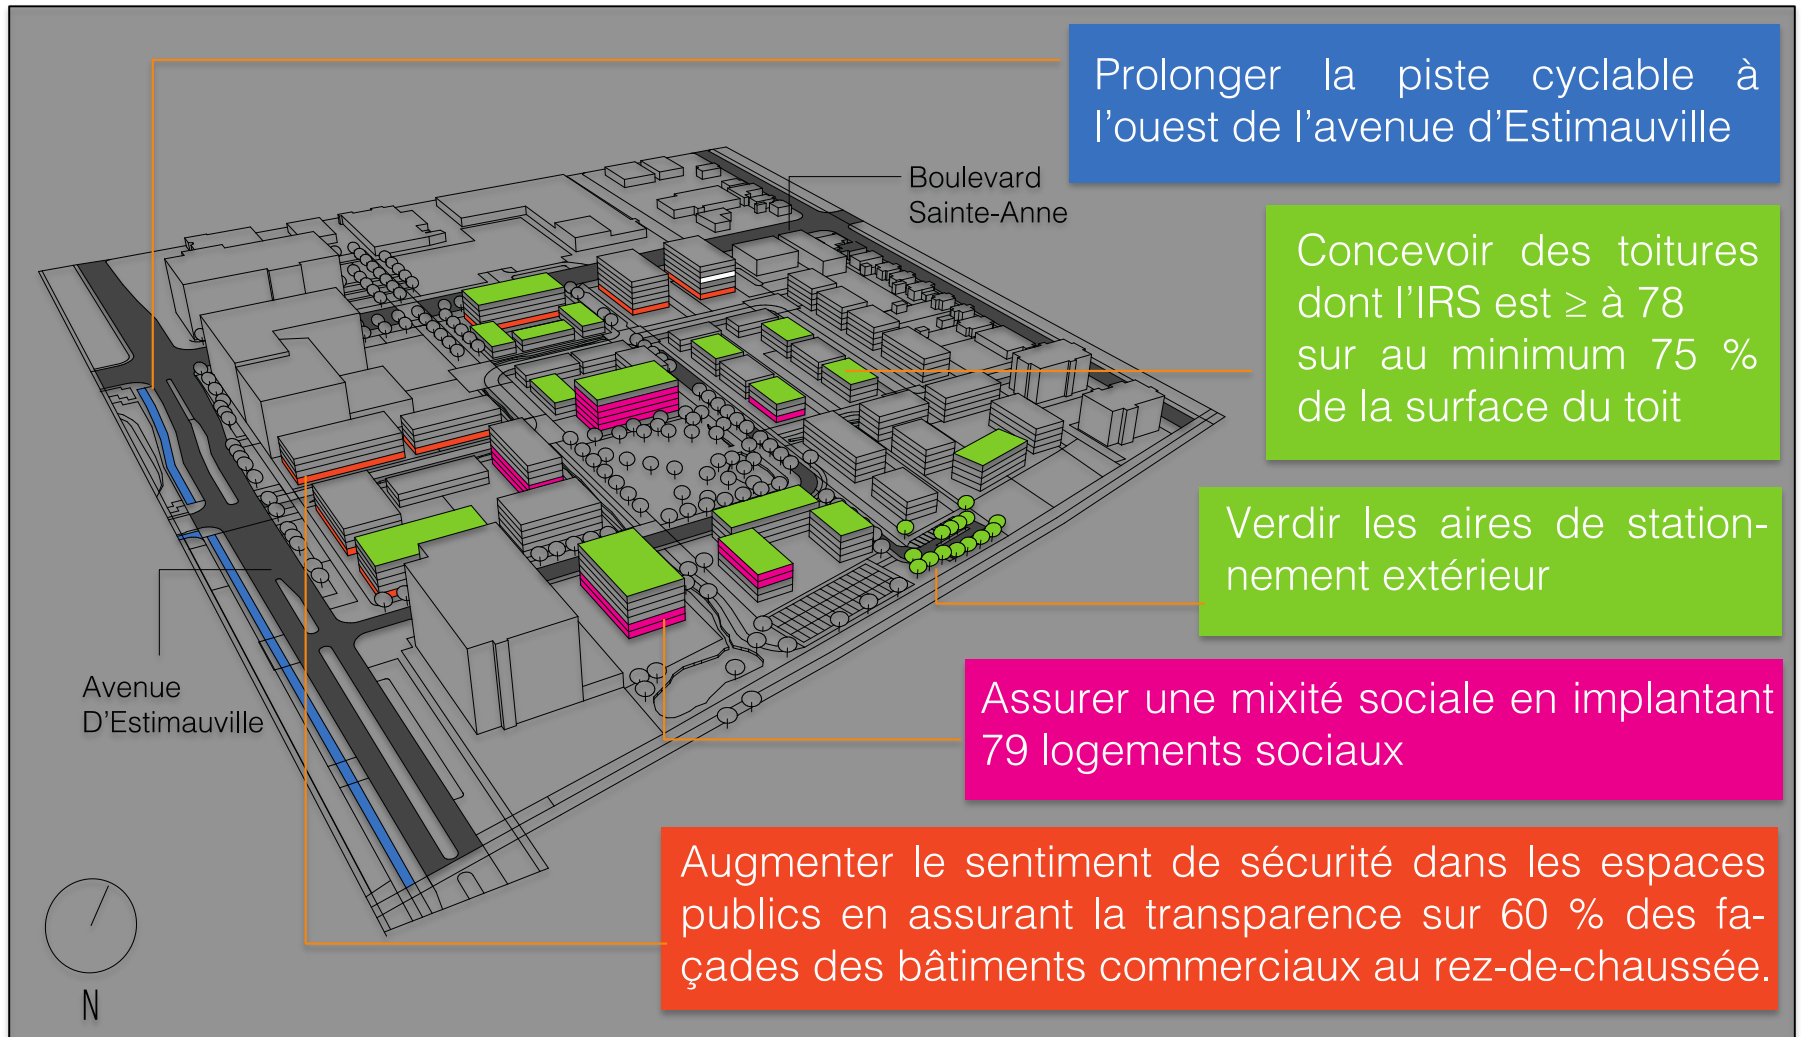 Prolonger la piste cyclable à
l'ouest de l'avenue d'Estimauville
Boulevard
Sainte-Anne
Concevoir des toitures
dont l'IRS est ≥ à 78
sur au minimum 75 %
de la surface du toit
Verdir les aires de station-
nement extérieur
Avenue
D'Estimauville
Assurer une mixité sociale en implantant
79 logements sociaux
Augmenter le sentiment de sécurité dans les espaces
publics en assurant la transparence sur 60 % des fa-
çades des bâtiments commerciaux au rez-de-chaussée.
N